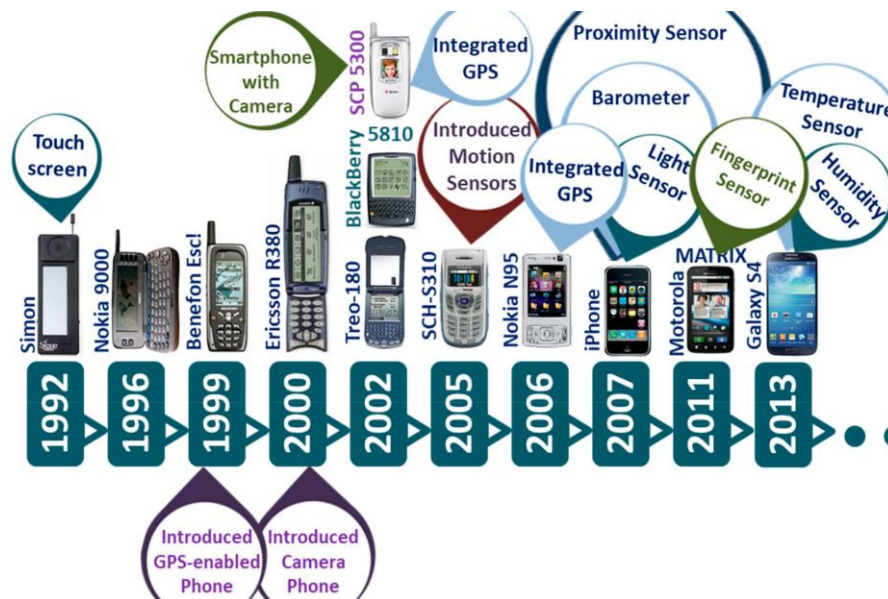 Smartphone
with
Camera
SCP 5300
Integrated
GPS
Proximity Sensor
Touch
screen
BlackBerry 5810
Introduced
Motion
Sensors
Barometer
Integrated
GPS
Light
Sensor
Fingerprint
Sensor
Temperature
Sensor
Humidity
Sensor
Simon
Nokia 9000
Benefon Esc!
Ericsson R380
Treo-180
SCH-S310
Nokia N95
iPhone
Motorola MATRIX
Galaxy S4
1992
1996
1999
2000
2002
2005
2006
2007
2011
2013
Introduced
GPS-enabled
Phone
Introduced
Camera
Phone